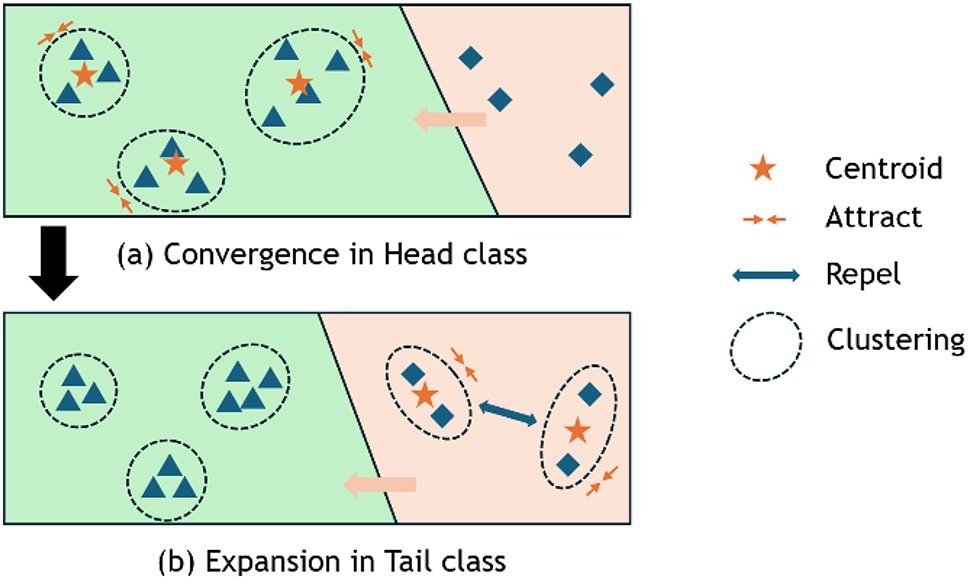 Centroid
Attract
(a) Convergence in Head class
Repel
Clustering
(b) Expansion in Tail class